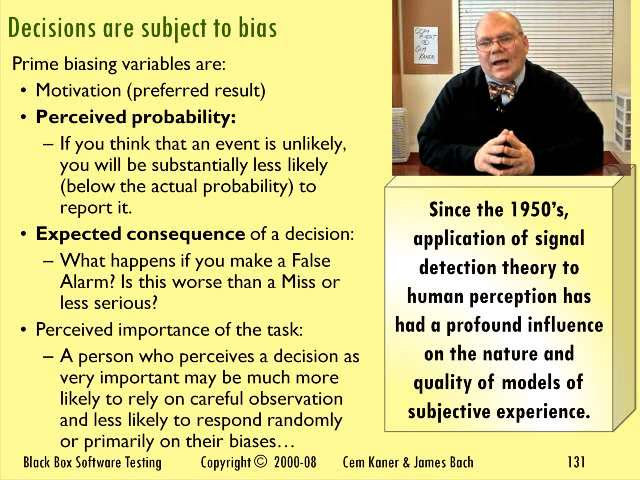 Decisions are subject to bias
Prime biasing variables are:
• Motivation (preferred result)
• Perceived probability:
– If you think that an event is unlikely,
you will be substantially less likely
(below the actual probability) to
report it.
• Expected consequence of a decision:
– What happens if you make a False
Alarm? Is this worse than a Miss or
less serious?
• Perceived importance of the task:
– A person who perceives a decision as
very important may be much more
likely to rely on careful observation
and less likely to respond randomly
or primarily on their biases…
Since the 1950's,
application of signal
detection theory to
human perception has
had a profound influence
on the nature and
quality of models of
subjective experience.
Black Box Software Testing Copyright © 2000-08 Cem Kaner & James Bach 131